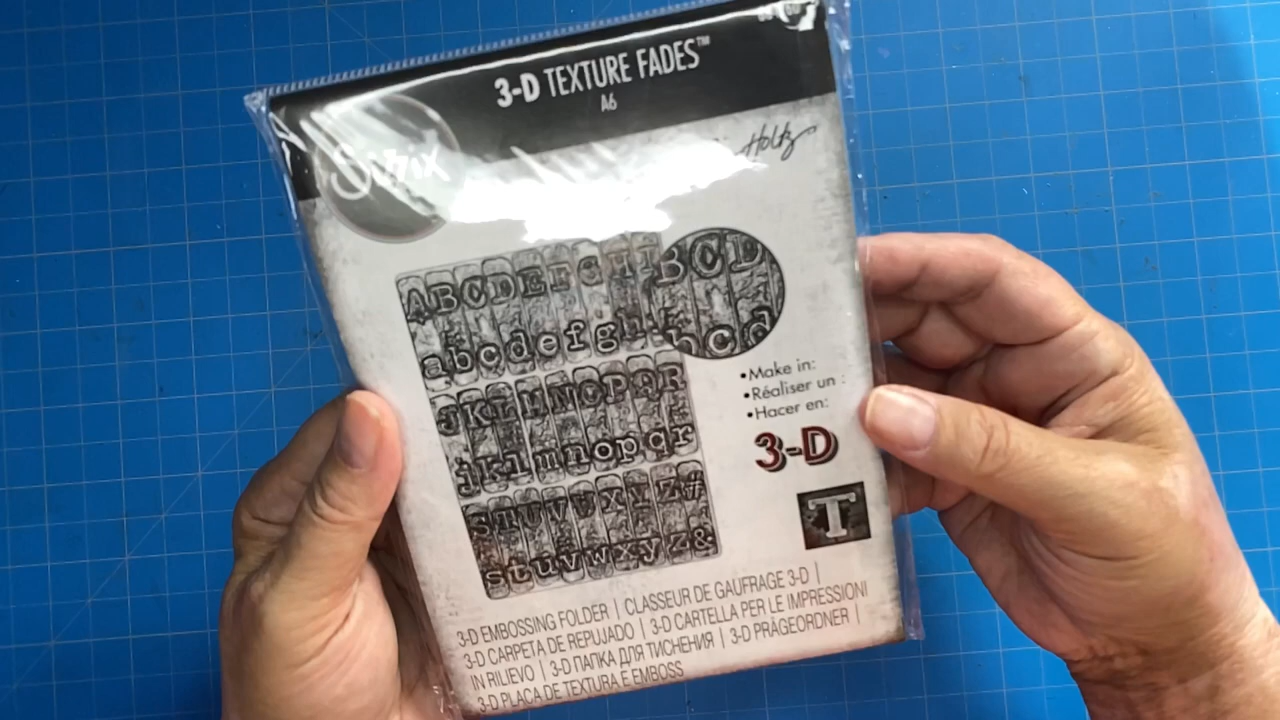 3-D TEXTURE FADES™
A6
Sizzix
Holtz
ABCDEFGHI
BCD
abcdefgh
bcd
•Make in:
•Réaliser un :
•Hacer en:
JKLMNOPQR
3-D
jklmnopqr
STUVWXYZ#
T
stuvwxyz&
3-D EMBOSSING FOLDER | CLASSEUR DE GAUFRAGE 3-D |
3-D CARPETA DE REPUJADO | 3-D CARTELLA PER LE IMPRESSIONI
IN RILIEVO | 3-D ПАПКА ДЛЯ ТИСНЕНИЯ | 3-D PRÄGEORDNER |
3-D PLACA DE TEXTURA E EMBOSS